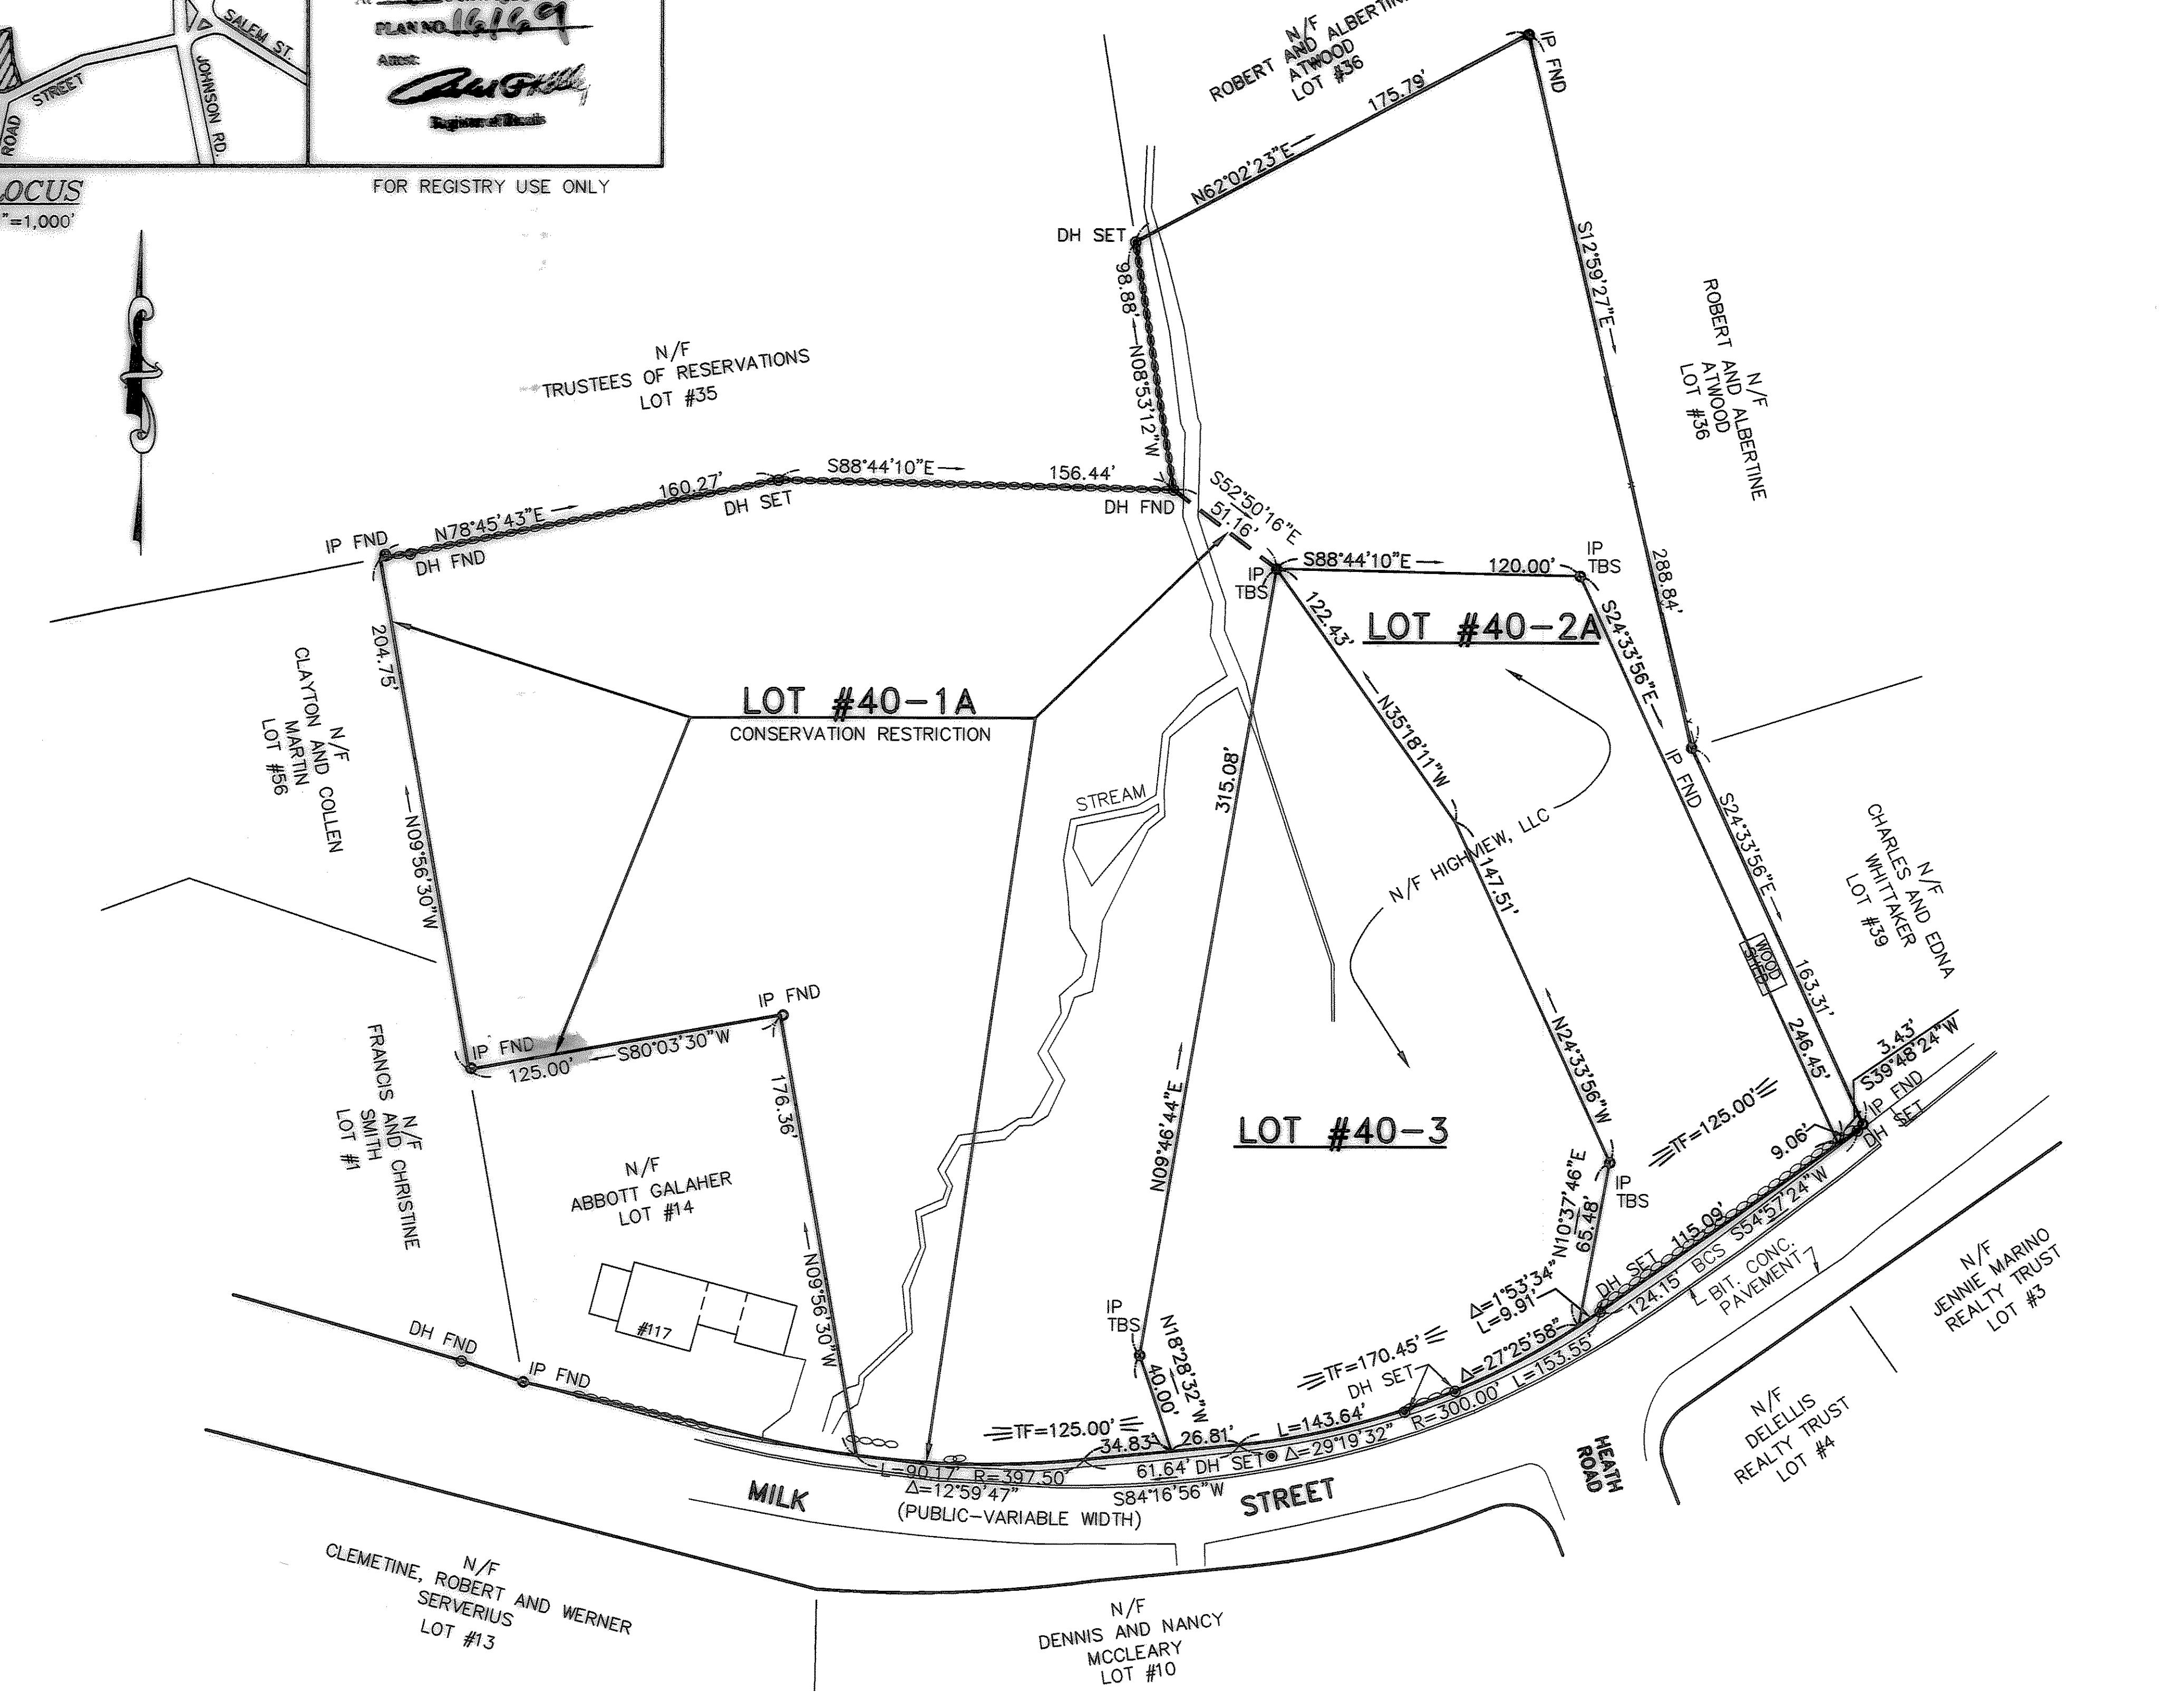 SALEM ST.
STREET
JOHNSON RD.
ROAD
PLAN NO. 16169
Attest:
Register of Deeds
LOCUS
"=1,000'
FOR REGISTRY USE ONLY
N/F
ROBERT AND ALBERTINE
ATWOOD
LOT #36
175.79'
N62°02'23"E
IP FND
DH SET
98.88'
N08°53'12"W
S12°59'27"E
288.84'
N/F
ROBERT AND ALBERTINE
ATWOOD
LOT #36
N/F
TRUSTEES OF RESERVATIONS
LOT #35
IP FND
N78°45'43"E
160.27'
DH FND
DH SET
S88°44'10"E
156.44'
DH FND
S52°50'16"E
51.16'
IP
TBS
S88°44'10"E
120.00'
IP
TBS
LOT #40-2A
122.43'
S24°33'56"E
N35°18'11"W
IP FND
204.75'
N09°56'30"W
N/F
CLAYTON AND COLLEN
MARTIN
LOT #56
LOT #40-1A
CONSERVATION RESTRICTION
315.08'
STREAM
N/F HIGHVIEW, LLC
147.51'
S24°33'56"E
163.31'
WOOD
SHED
246.45'
N/F
CHARLES AND EDNA
WHITTAKER
LOT #39
3.43'
S39°48'24"W
IP FND
DH SET
IP FND
IP FND
S80°03'30"W
125.00'
176.36'
N09°56'30"W
N/F
FRANCIS AND CHRISTINE
SMITH
LOT #1
N/F
ABBOTT GALAHER
LOT #14
#117
N09°46'44"E
LOT #40-3
N24°33'56"W
TF=125.00'
9.06'
IP
TBS
N10°37'46"E
65.48'
DH SET
115.09'
124.15' BCS S54°57'24"W
BIT. CONC.
PAVEMENT
Δ=1°53'34"
L=9.91'
Δ=27°25'58"
L=153.55'
R=300.00'
TF=170.45'
DH SET
IP
TBS
N18°28'32"W
40.00'
DH FND
IP FND
TF=125.00'
34.83'
26.81'
L=143.64'
Δ=29°19'32"
61.64'
DH SET
S84°16'56"W
L=90.17'
R=397.50'
Δ=12°59'47"
MILK STREET
(PUBLIC-VARIABLE WIDTH)
HEATH
ROAD
N/F
JENNIE MARINO
REALTY TRUST
LOT #3
N/F
DELELLIS
REALTY TRUST
LOT #4
N/F
CLEMETINE, ROBERT AND WERNER
SERVERIUS
LOT #13
N/F
DENNIS AND NANCY
MCCLEARY
LOT #10